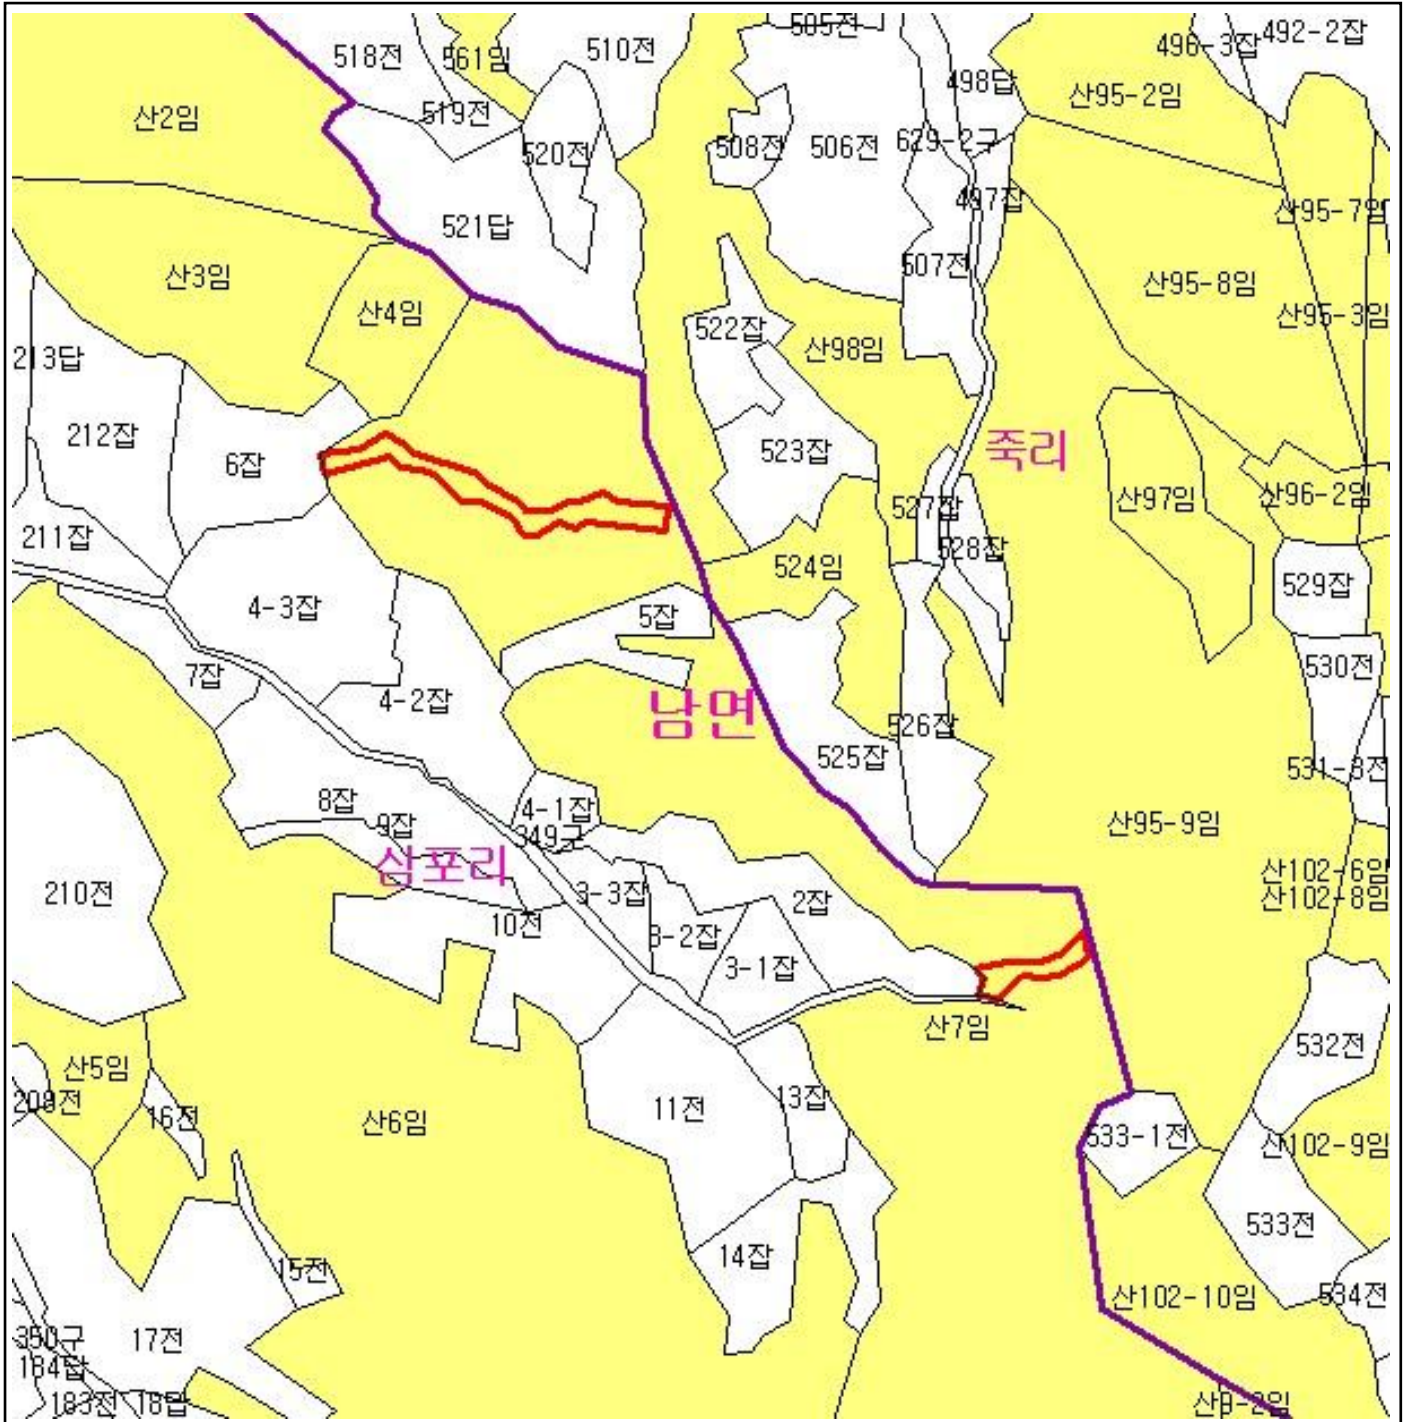 505전
492-2잡
496-3잡
518전
561임
510전
498답
산95-2임
산2임
519전
520전
508전
506전
629-2구
497잡
산95-7임
521답
507전
산3임
산95-8임
산4임
522잡
산98임
산95-3임
213답
212잡
6잡
523잡
죽리
산97임
산96-2임
527잡
211잡
528잡
524임
529잡
4-3잡
5잡
530전
7잡
4-2잡
남면
526잡
525잡
531-3전
8잡
4-1잡
9잡
349구
산95-9임
삼포리
산102-6임
210전
3-3잡
2잡
산102-8임
10전
3-2잡
3-1잡
산7임
532전
산5임
209전
16전
산6임
11전
13잡
533-1전
산102-9임
533전
14잡
15전
산102-10임
534전
350구
17전
184답
183전
18답
산9-2임